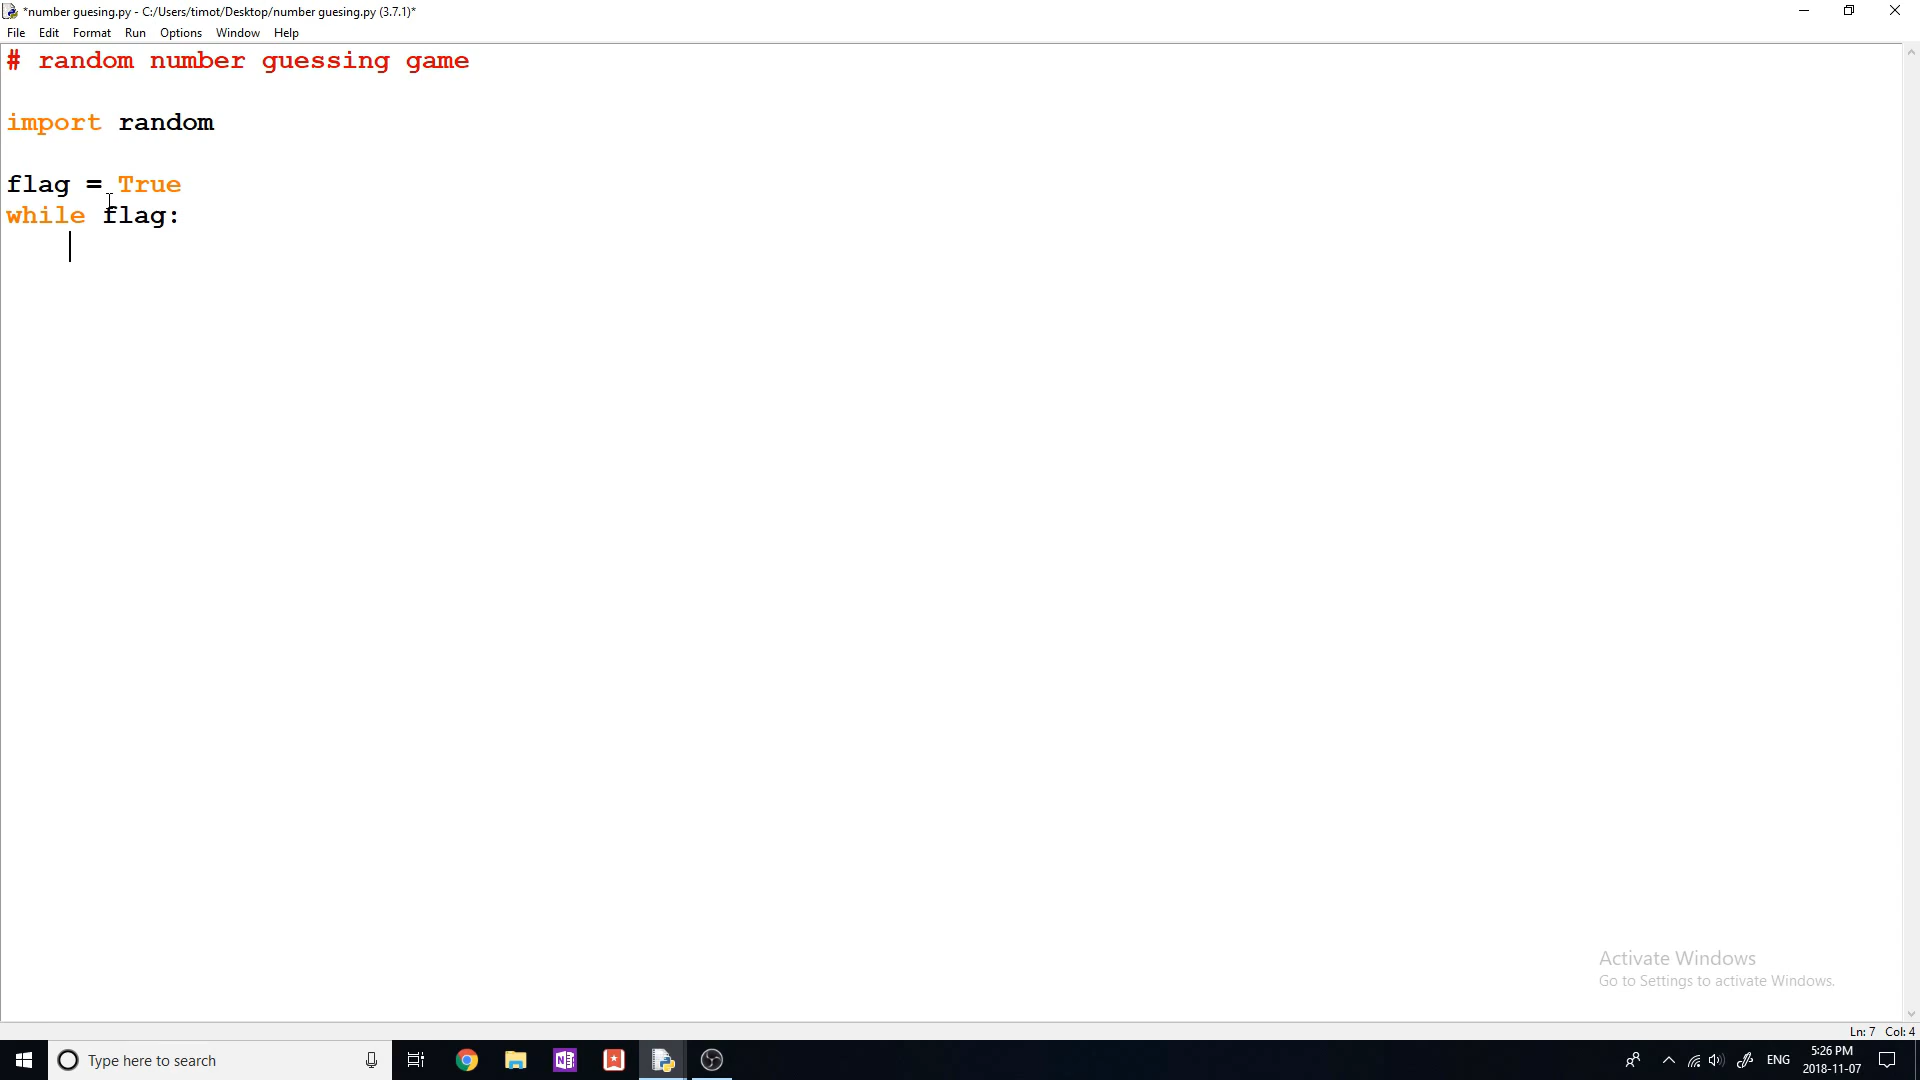 *number guesing.py - C:/Users/timot/Desktop/number guesing.py (3.7.1)*
File Edit Format Run Options Window Help
# random number guessing game
import random
flag = True
while flag:
Activate Windows
Go to Settings to activate Windows.
Ln: 7 Col: 4
Type here to search
N
ENG
5:26 PM
2018-11-07